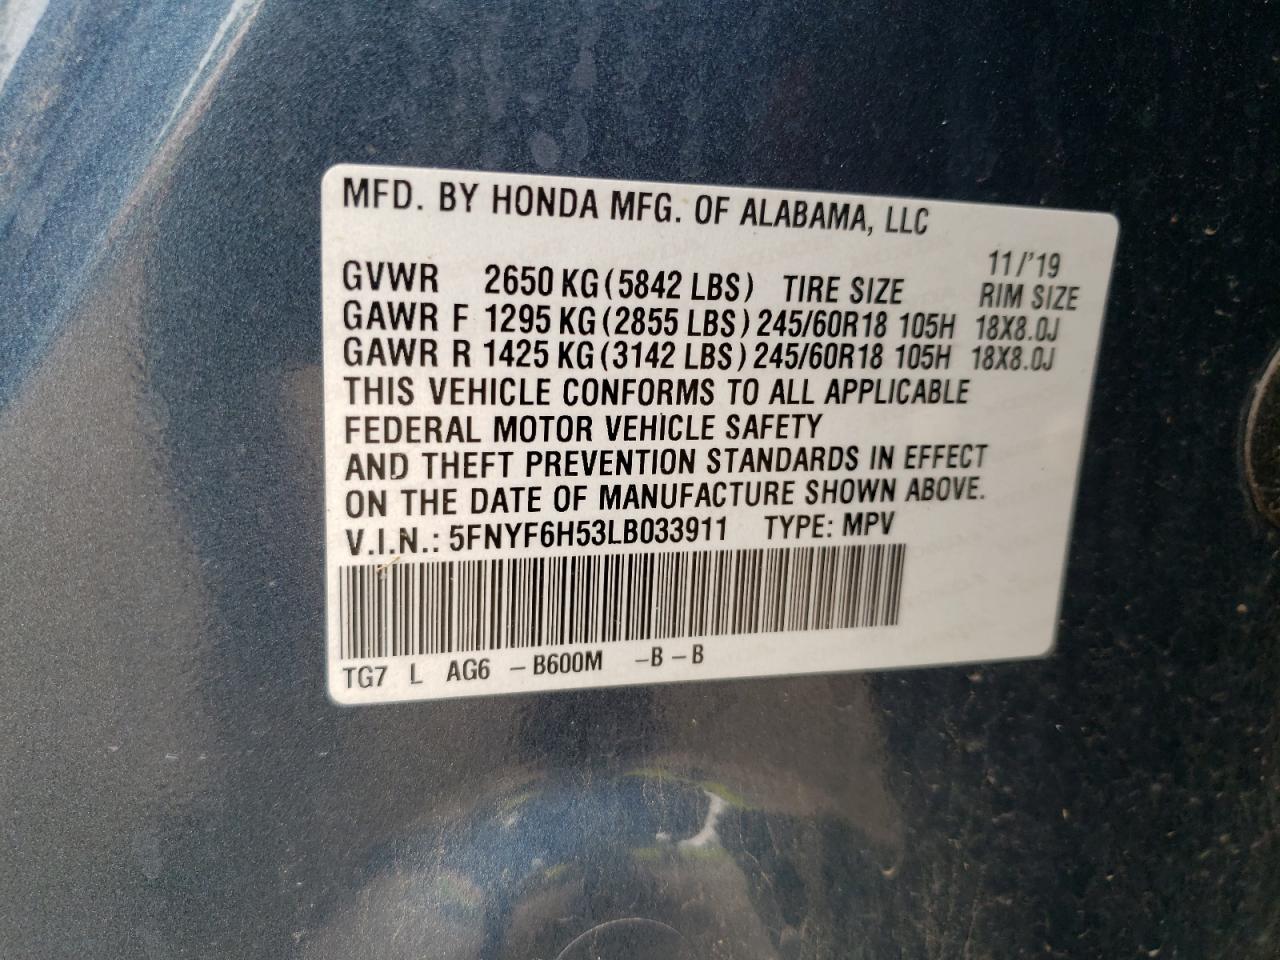 MFD. BY HONDA MFG. OF ALABAMA, LLC
11/'19
GVWR 2650 KG (5842 LBS) TIRE SIZE RIM SIZE
GAWR F 1295 KG (2855 LBS) 245/60R18 105H 18X8.0J
GAWR R 1425 KG (3142 LBS) 245/60R18 105H 18X8.0J
THIS VEHICLE CONFORMS TO ALL APPLICABLE
FEDERAL MOTOR VEHICLE SAFETY
AND THEFT PREVENTION STANDARDS IN EFFECT
ON THE DATE OF MANUFACTURE SHOWN ABOVE.
V.I.N.: 5FNYF6H53LB033911 TYPE: MPV
TG7 L AG6 -B600M -B-B